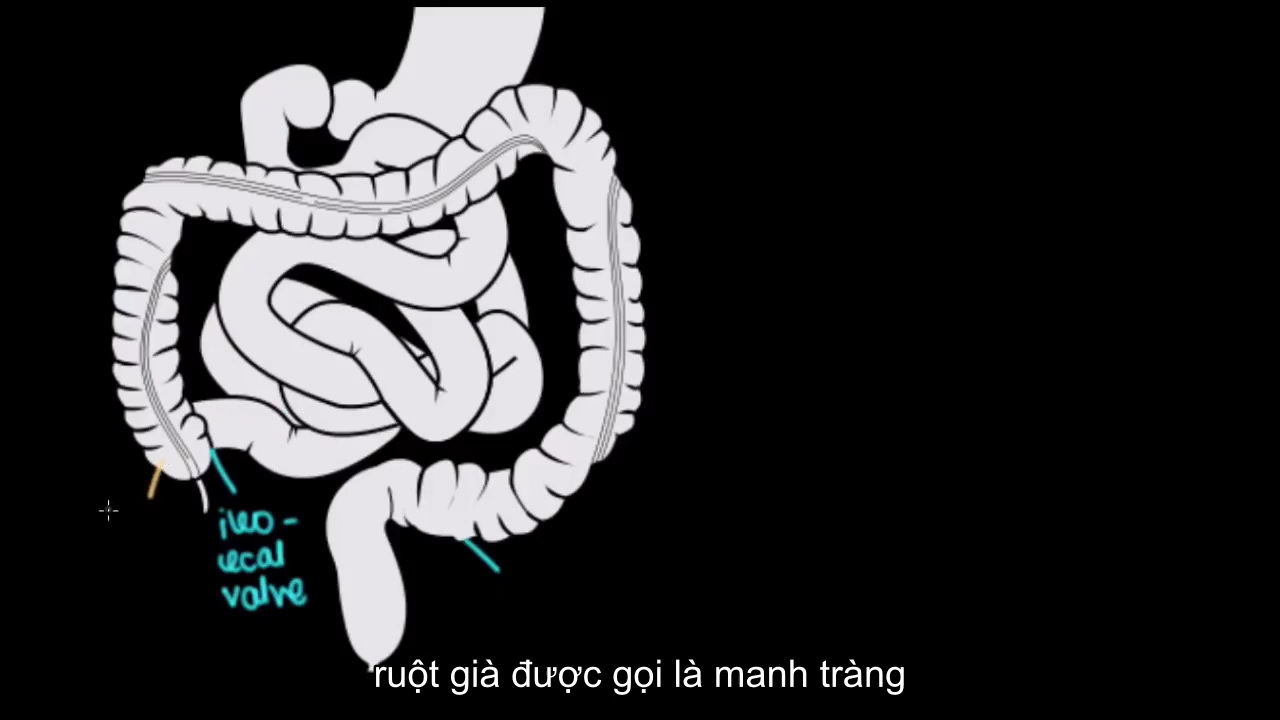 ileo -
cecal
valve
ruột già được gọi là manh tràng